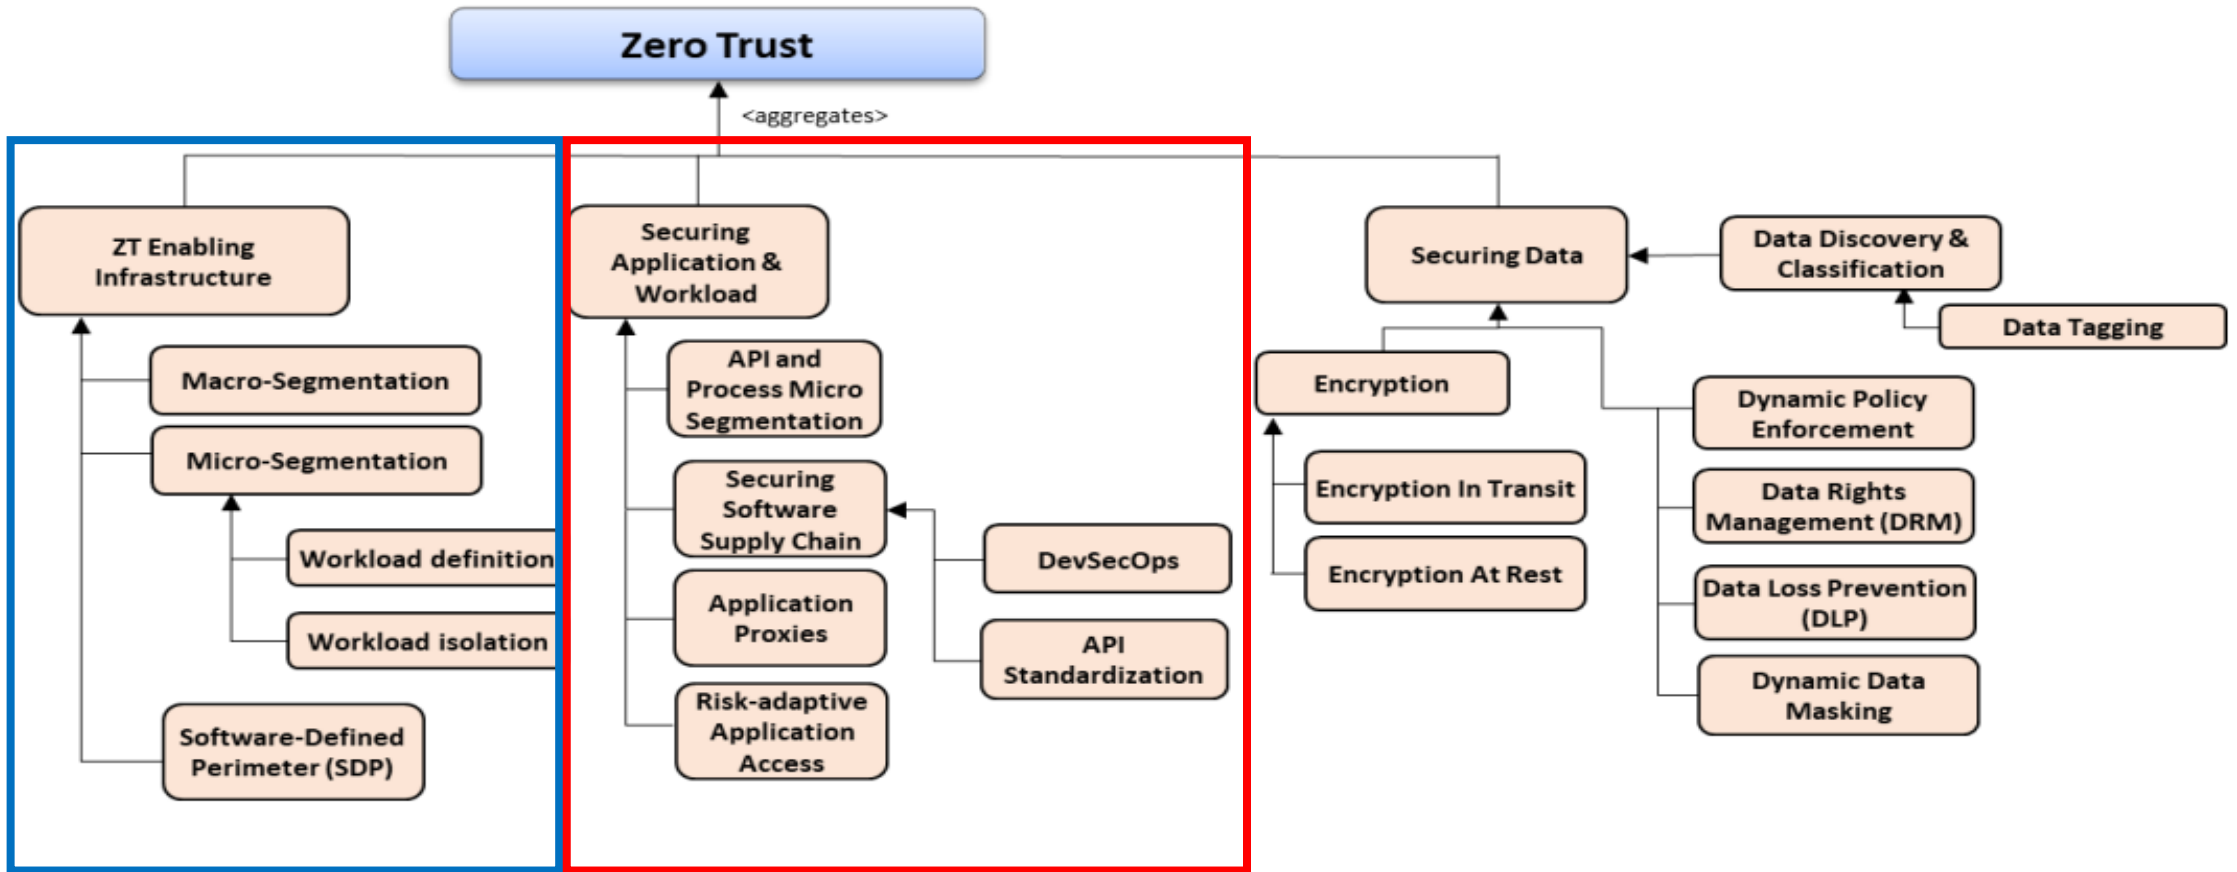 Zero Trust
<aggregates>
ZT Enabling
Infrastructure
Macro-Segmentation
Micro-Segmentation
Workload definition
Workload isolation
Software-Defined
Perimeter (SDP)
Securing
Application &
Workload
API and
Process Micro
Segmentation
Securing
Software
Supply Chain
DevSecOps
API
Standardization
Application
Proxies
Risk-adaptive
Application
Access
Securing Data
Data Discovery &
Classification
Data Tagging
Encryption
Encryption In Transit
Encryption At Rest
Dynamic Policy
Enforcement
Data Rights
Management (DRM)
Data Loss Prevention
(DLP)
Dynamic Data
Masking